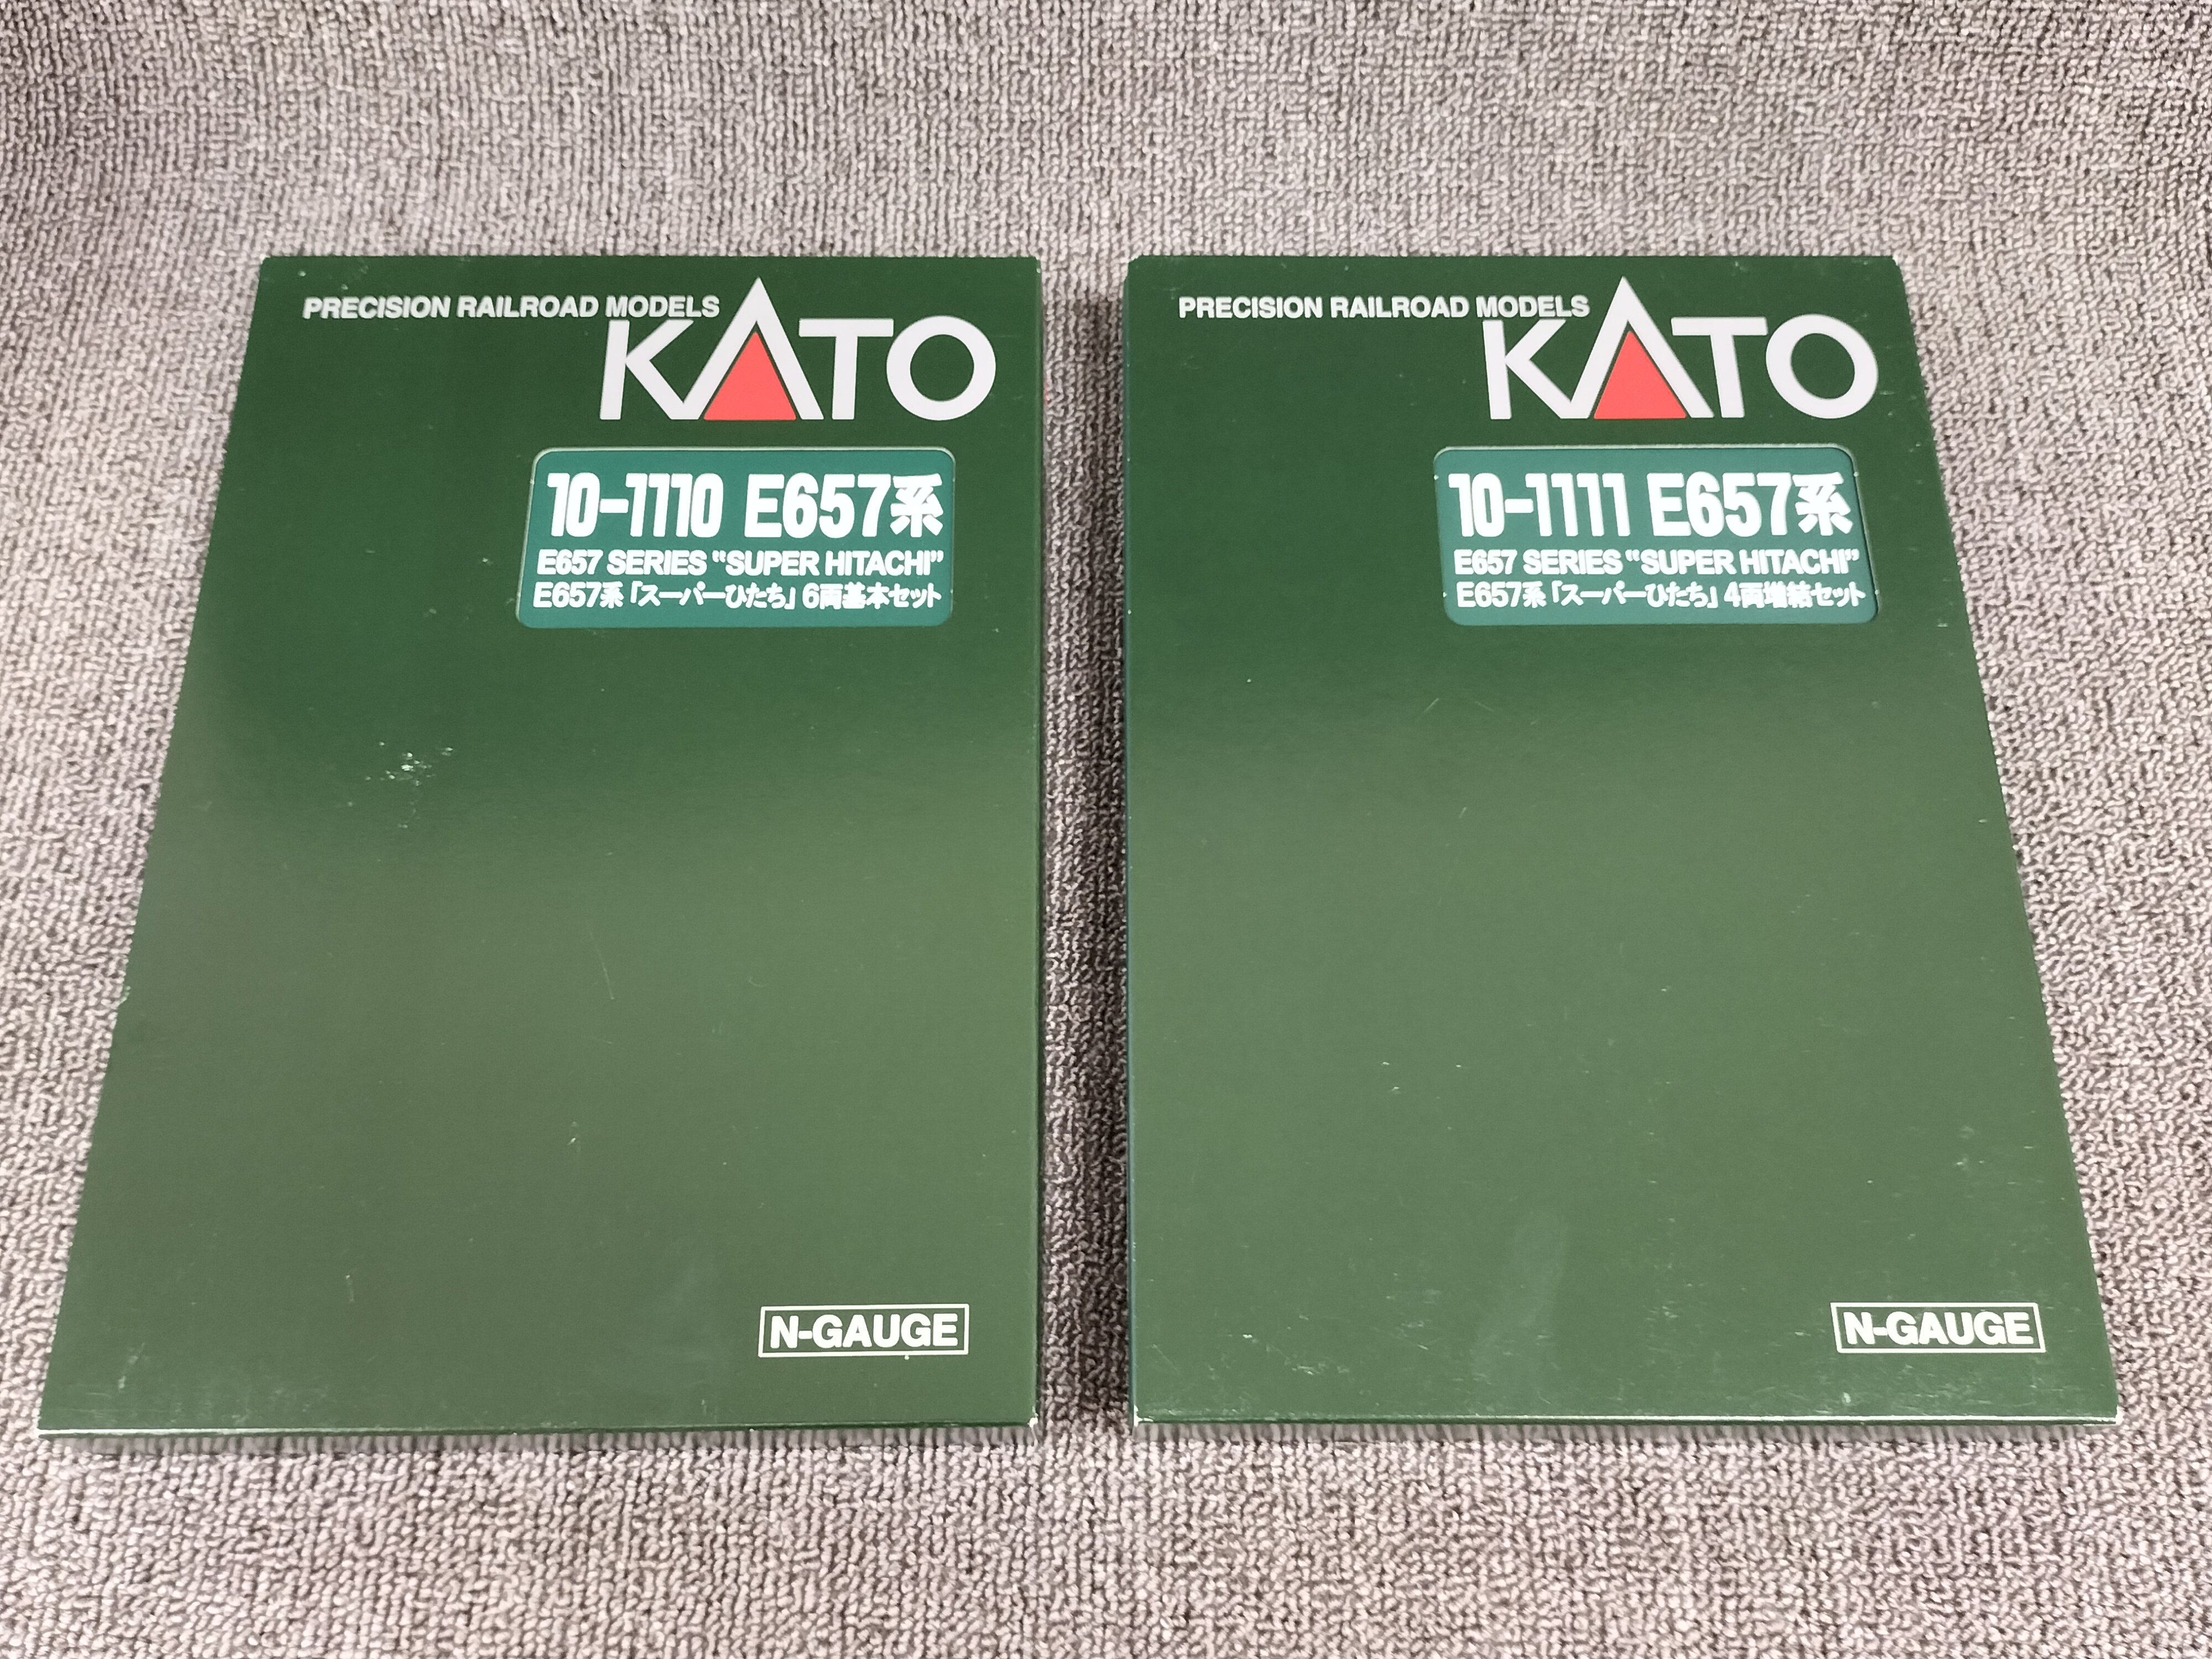 PRECISION RAILROAD MODELS
KATO
10-1110 E657系
E657 SERIES "SUPER HITACHI"
E657系「スーパーひたち」6両基本セット
N-GAUGE
PRECISION RAILROAD MODELS
KATO
10-1111 E657系
E657 SERIES "SUPER HITACHI"
E657系「スーパーひたち」4両増結セット
N-GAUGE